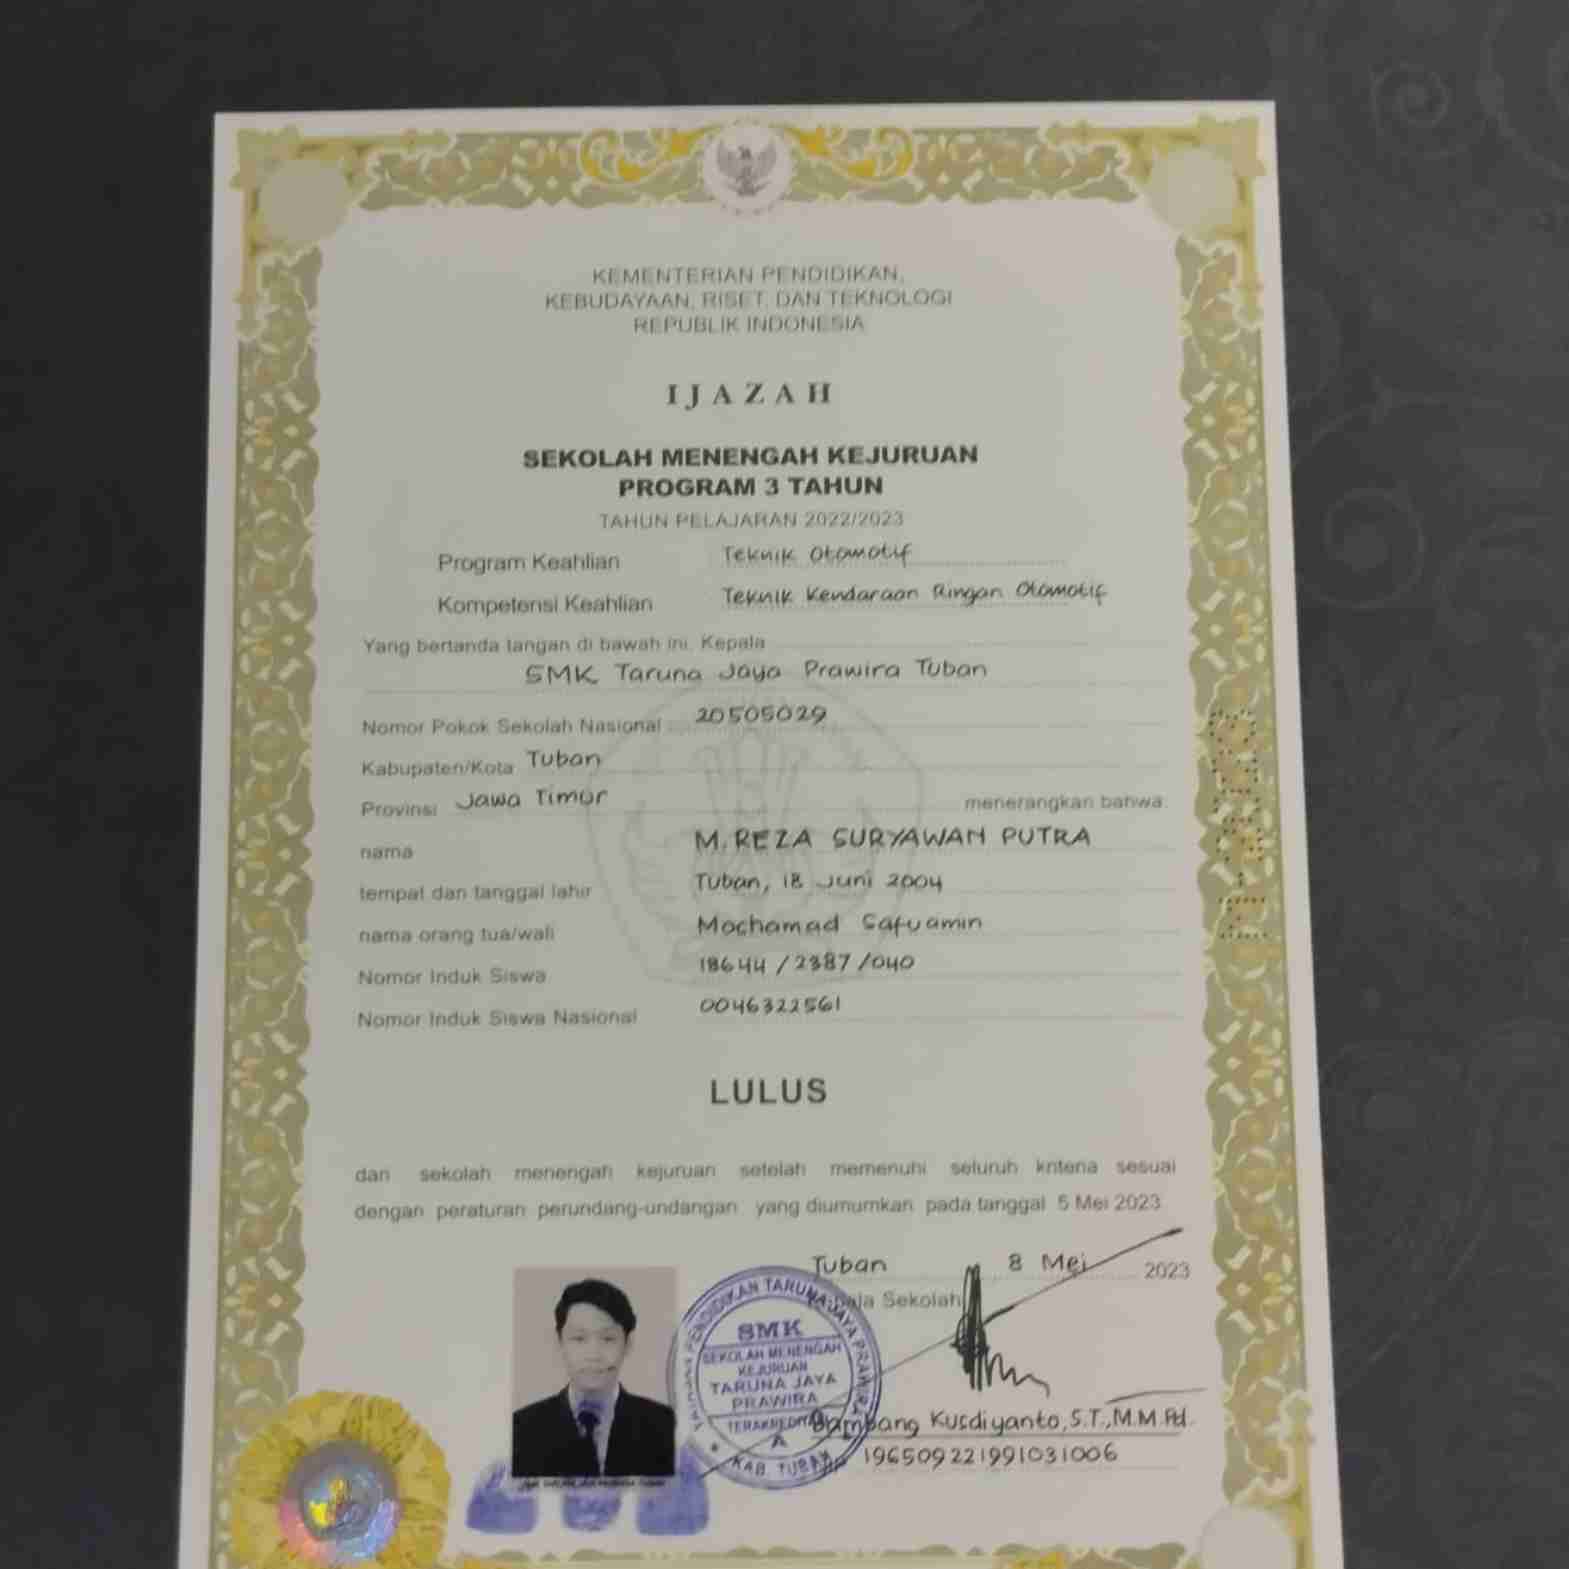 KEMENTERIAN PENDIDIKAN,
KEBUDAYAAN, RISET, DAN TEKNOLOGI
REPUBLIK INDONESIA
IJAZAH
SEKOLAH MENENGAH KEJURUAN
PROGRAM 3 TAHUN
TAHUN PELAJARAN 2022/2023
Program Keahlian Teknik Otomotif
Kompetensi Keahlian Teknik Kendaraan Ringan Otomotif
Yang bertanda tangan di bawah ini, Kepala
SMK Taruna Jaya Prawira Tuban
Nomor Pokok Sekolah Nasional 20505029
Kabupaten/Kota Tuban
Provinsi Jawa Timur menerangkan bahwa:
nama M. REZA SURYAWAN PUTRA
tempat dan tanggal lahir Tuban, 18 Juni 2004
nama orang tua/wali Mochamad Safuamin
Nomor Induk Siswa 18644 / 2387 / 040
Nomor Induk Siswa Nasional 0046322561
LULUS
dari sekolah menengah kejuruan setelah memenuhi seluruh kriteria sesuai
dengan peraturan perundang-undangan yang diumumkan pada tanggal 5 Mei 2023
Tuban 8 Mei 2023
Kepala Sekolah
PENDIDIKAN TARUNA JAYA PRAWIRA
SMK
SEKOLAH MENENGAH
KEJURUAN
TARUNA JAYA
PRAWIRA
TERAKREDITASI
A
KAB. TUBAN
Bambang Kusdiyanto, S.T., M.M.Pd.
196509221991031006